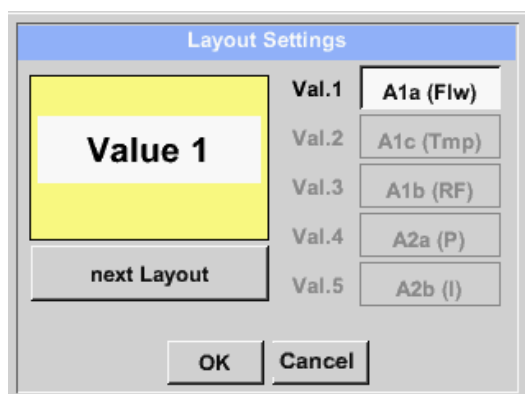 Layout Settings
Value 1
next Layout
Val.1 A1a (Flw)
Val.2 A1c (Tmp)
Val.3 A1b (RF)
Val.4 A2a (P)
Val.5 A2b (I)
OK Cancel